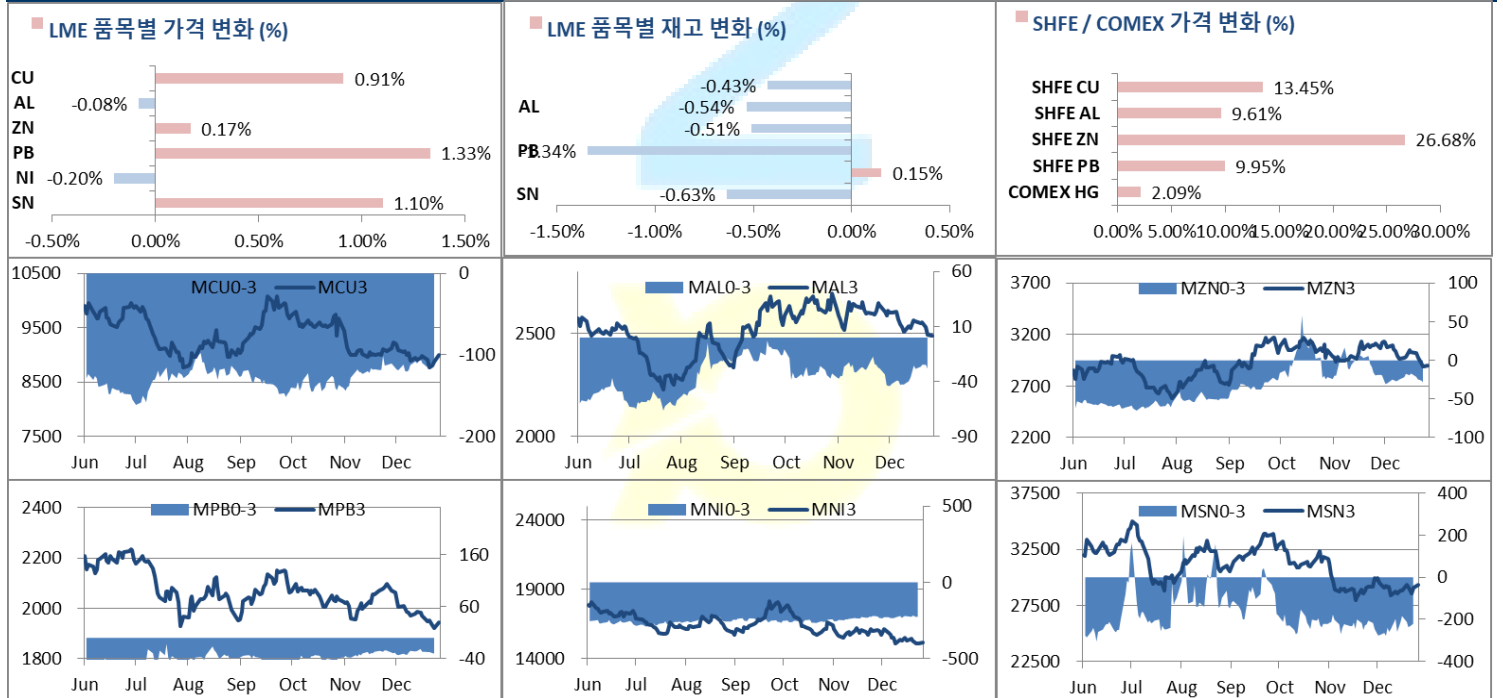 LME 품목별 가격 변화 (%)
CU 0.91%
AL -0.08%
ZN 0.17%
PB 1.33%
NI -0.20%
SN 1.10%
-0.50% 0.00% 0.50% 1.00% 1.50%
LME 품목별 재고 변화 (%)
-0.43%
AL -0.54%
-0.51%
PB -1.34%
0.15%
SN -0.63%
-1.50% -1.00% -0.50% 0.00% 0.50%
SHFE / COMEX 가격 변화 (%)
SHFE CU 13.45%
SHFE AL 9.61%
SHFE ZN 26.68%
SHFE PB 9.95%
COMEX HG 2.09%
0.00% 5.00% 10.00% 15.00% 20.00% 25.00% 30.00%
MCU0-3 MCU3
10500 0
9500 -100
8500
7500 -200
Jun Jul Aug Sep Oct Nov Dec
MAL0-3 MAL3
60
2500 10
-40
2000 -90
Jun Jul Aug Sep Oct Nov Dec
MZN0-3 MZN3
3700 100
50
3200 0
2700 -50
2200 -100
Jun Jul Aug Sep Oct Nov Dec
MPB0-3 MPB3
2400
2200 160
2000 60
1800 -40
Jun Jul Aug Sep Oct Nov Dec
MNI0-3 MNI3
24000 500
19000 0
14000 -500
Jun Jul Aug Sep Oct Nov Dec
MSN0-3 MSN3
37500 400
32500 200
0
27500 -200
22500 -400
Jun Jul Aug Sep Oct Nov Dec